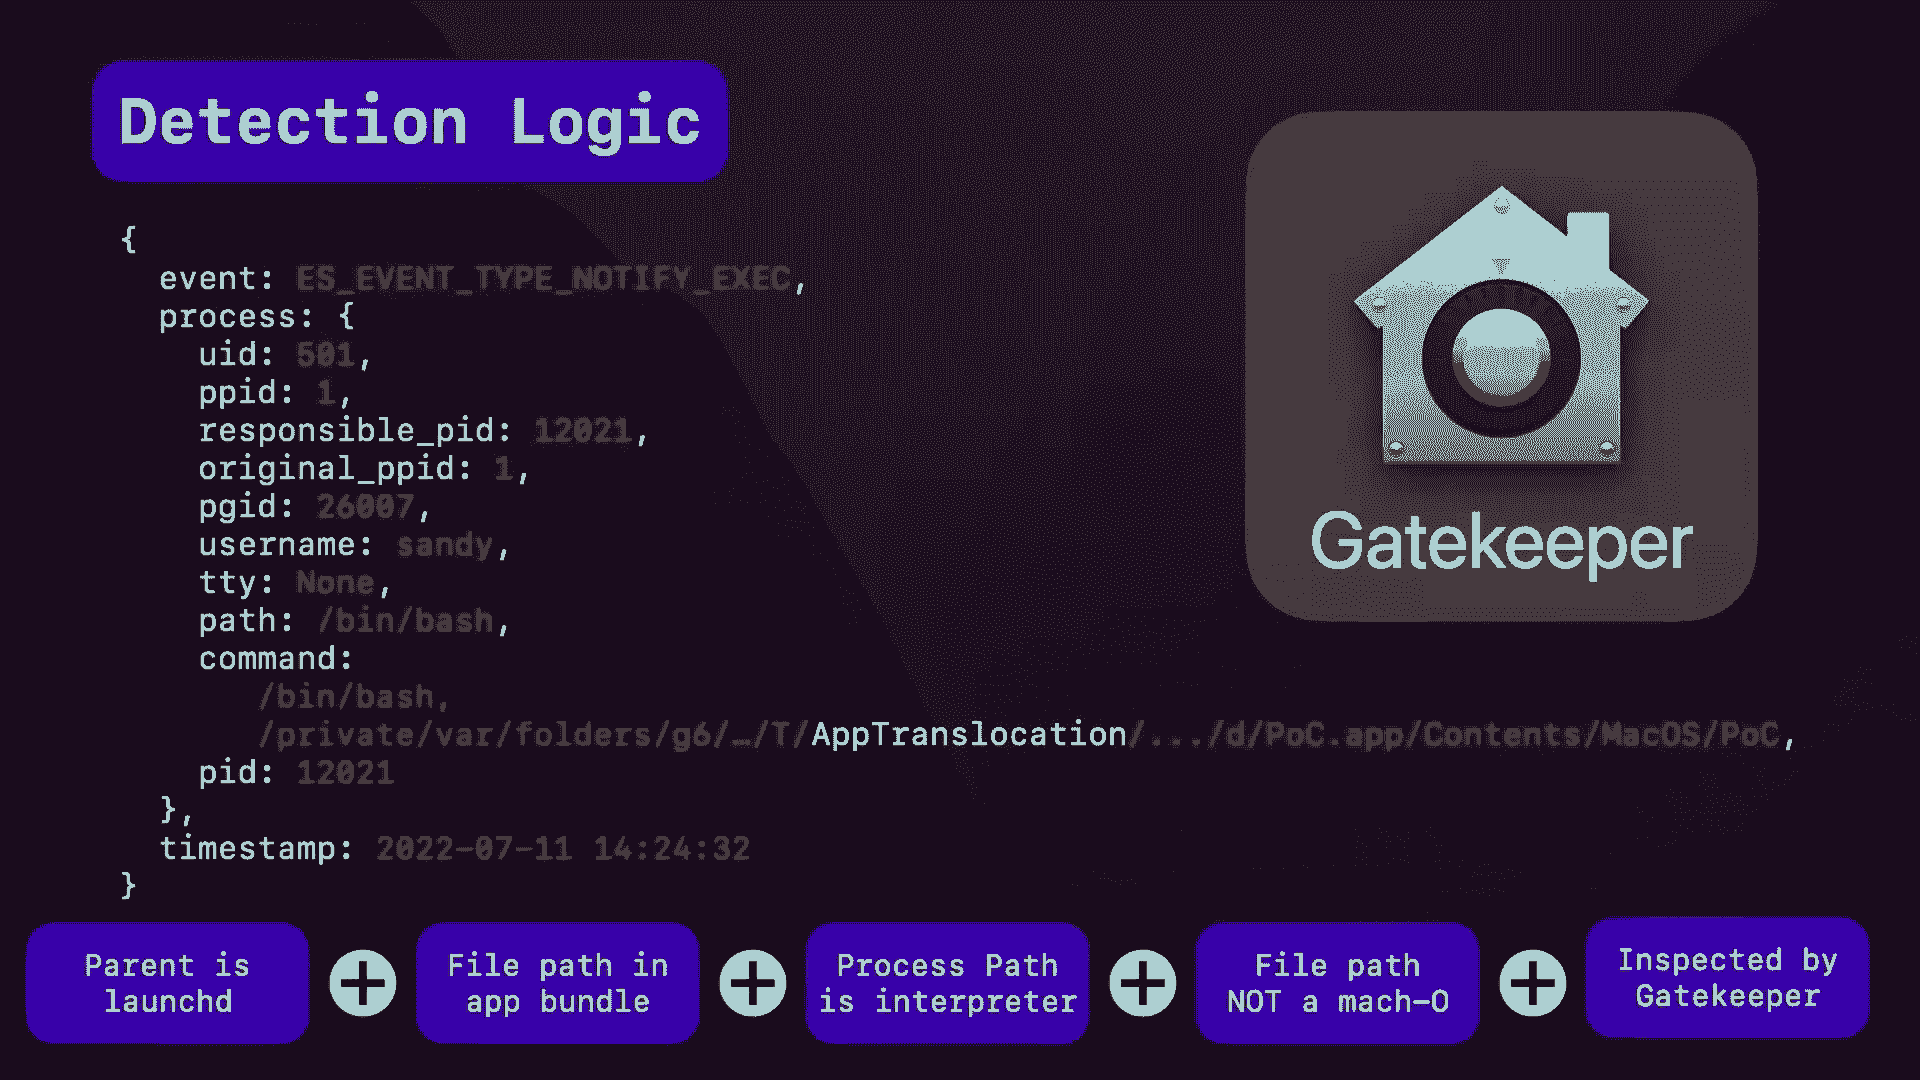 Detection Logic
{
event: ES_EVENT_TYPE_NOTIFY_EXEC,
process: {
uid: 501,
ppid: 1,
responsible_pid: 12021,
original_ppid: 1,
pgid: 26007,
username: sandy,
tty: None,
path: /bin/bash,
command:
/bin/bash,
/private/var/folders/g6/…/T/AppTranslocation/.../d/PoC.app/Contents/MacOS/PoC,
pid: 12021
},
timestamp: 2022-07-11 14:24:32
}
Gatekeeper
Parent is
launchd
File path in
app bundle
Process Path
is interpreter
File path
NOT a mach-O
Inspected by
Gatekeeper